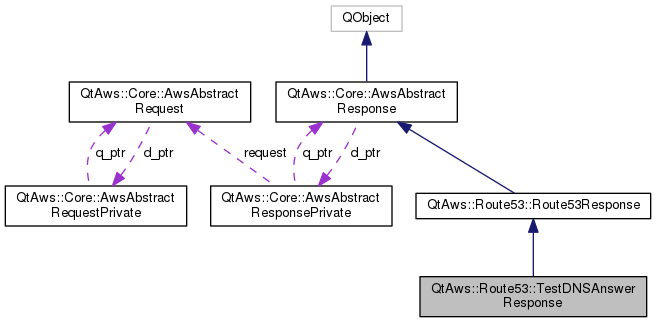 QObject
QtAws::Core::AwsAbstract
Request
QtAws::Core::AwsAbstract
Response
q_ptr
d_ptr
request
q_ptr
d_ptr
QtAws::Core::AwsAbstract
RequestPrivate
QtAws::Core::AwsAbstract
ResponsePrivate
QtAws::Route53::Route53Response
QtAws::Route53::TestDNSAnswer
Response